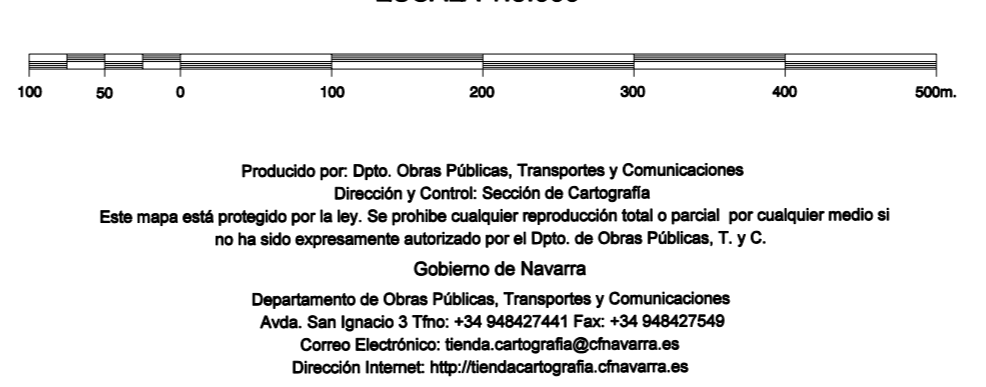 100 50 0 100 200 300 400 500m.
Producido por: Dpto. Obras Públicas, Transportes y Comunicaciones
Dirección y Control: Sección de Cartografía
Este mapa está protegido por la ley. Se prohibe cualquier reproducción total o parcial por cualquier medio si
no ha sido expresamente autorizado por el Dpto. de Obras Públicas, T. y C.
Gobierno de Navarra
Departamento de Obras Públicas, Transportes y Comunicaciones
Avda. San Ignacio 3 Tfno: +34 948427441 Fax: +34 948427549
Correo Electrónico: tienda.cartografia@cfnavarra.es
Dirección Internet: http://tiendacartografia.cfnavarra.es